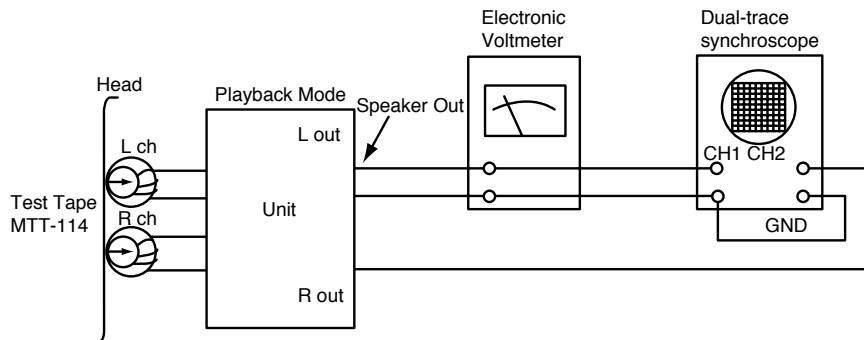 Electronic
Voltmeter
Dual-trace
synchroscope
Head
Playback Mode
Speaker Out
L out
L ch
CH1 CH2
Test Tape
MTT-114
R ch
Unit
GND
R out